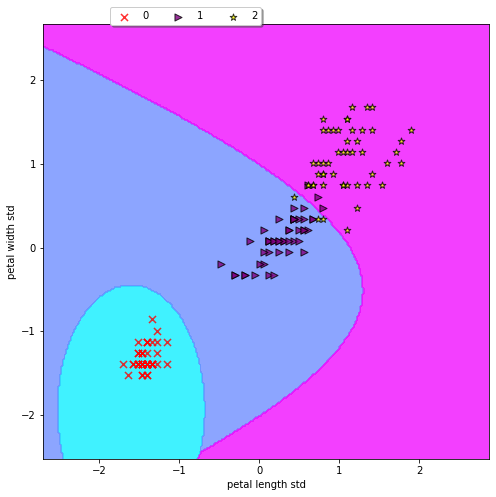 0 1 2
2
1
0
−1
−2
petal width std
−2 −1 0 1 2
petal length std